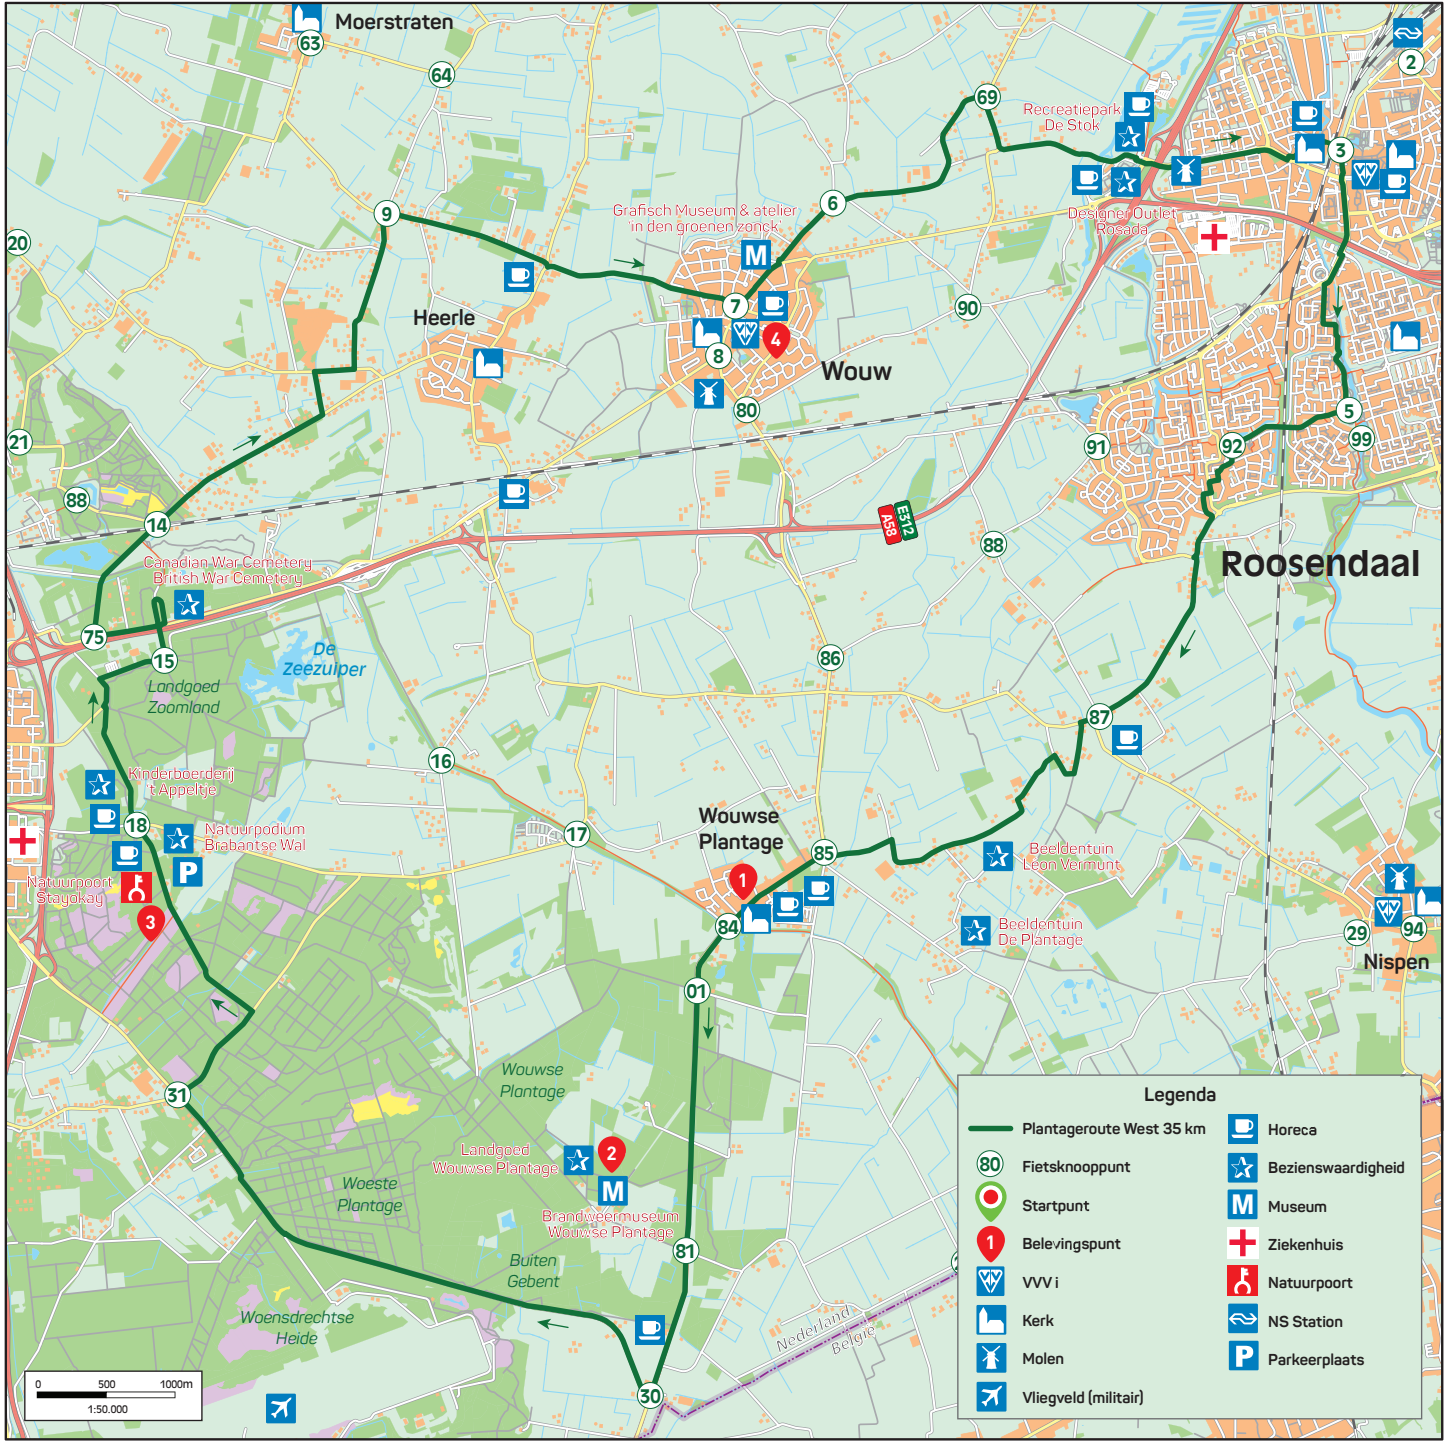 Moerstraten
63
64
2
69
Recreatiepark
De Stok
3
9
6
20
Grafisch Museum & atelier
in den groenen zonck
M
Designer Outlet
Rosada
7
Heerle
4
8
90
Wouw
80
5
21
91
92
99
88
14
A58
E312
88
Roosendaal
Canadian War Cemetery
British War Cemetery
75
15
De
Zeezuiper
86
Landgoed
Zoomland
87
16
Kinderboerderij
't Appeltje
18
Natuurpodium
Brabantse Wal
17
Wouwse
Plantage
85
Beeldentuin
Leon Vermunt
P
Natuurpoort
Stayokay
3
1
84
Beeldentuin
De Plantage
29
94
Nispen
01
Wouwse
Plantage
31
Landgoed
Wouwse Plantage
2
M
Woeste
Plantage
Brandweermuseum
Wouwse Plantage
81
Buiten
Gebent
Woensdrechtse
Heide
Nederland
België
30
0 500 1000m
1:50.000
Legenda
Plantageroute West 35 km
80 Fietsknooppunt
Startpunt
1 Belevingspunt
VVV i
Kerk
Molen
Vliegveld (militair)
Horeca
Bezienswaardigheid
M Museum
Ziekenhuis
Natuurpoort
NS Station
P Parkeerplaats